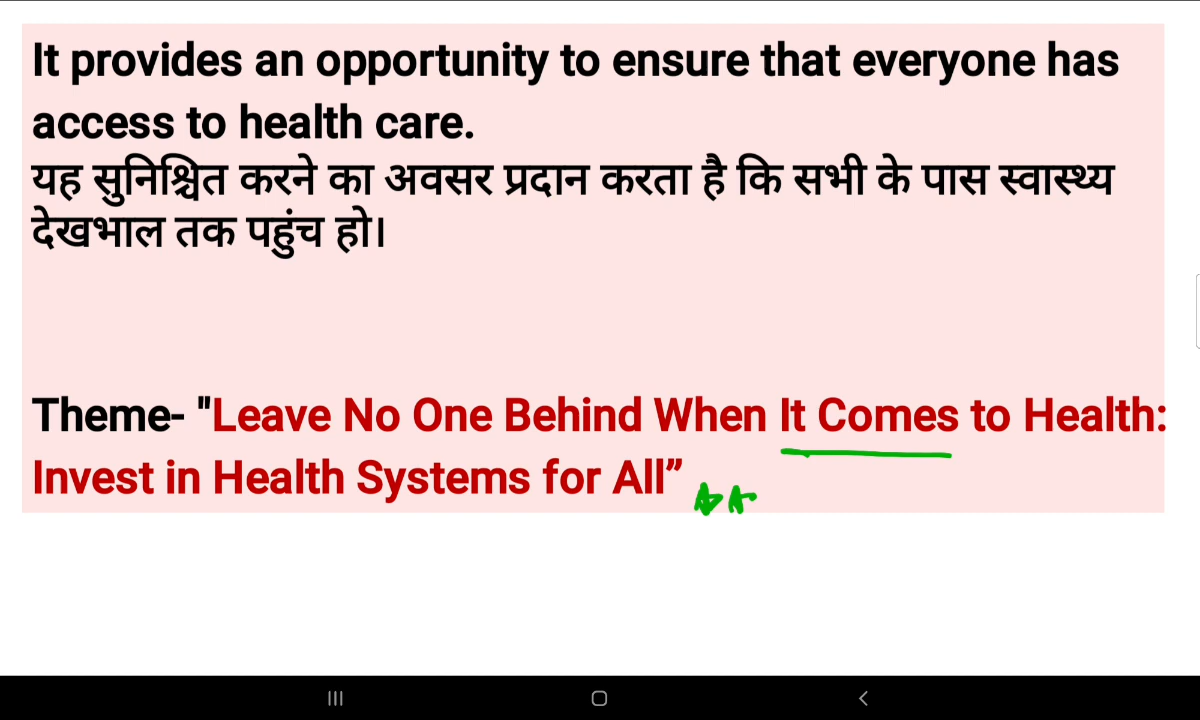 It provides an opportunity to ensure that everyone has
access to health care.
यह सुनिश्चित करने का अवसर प्रदान करता है कि सभी के पास स्वास्थ्य
देखभाल तक पहुंच हो।
Theme- "Leave No One Behind When It Comes to Health:
Invest in Health Systems for All”